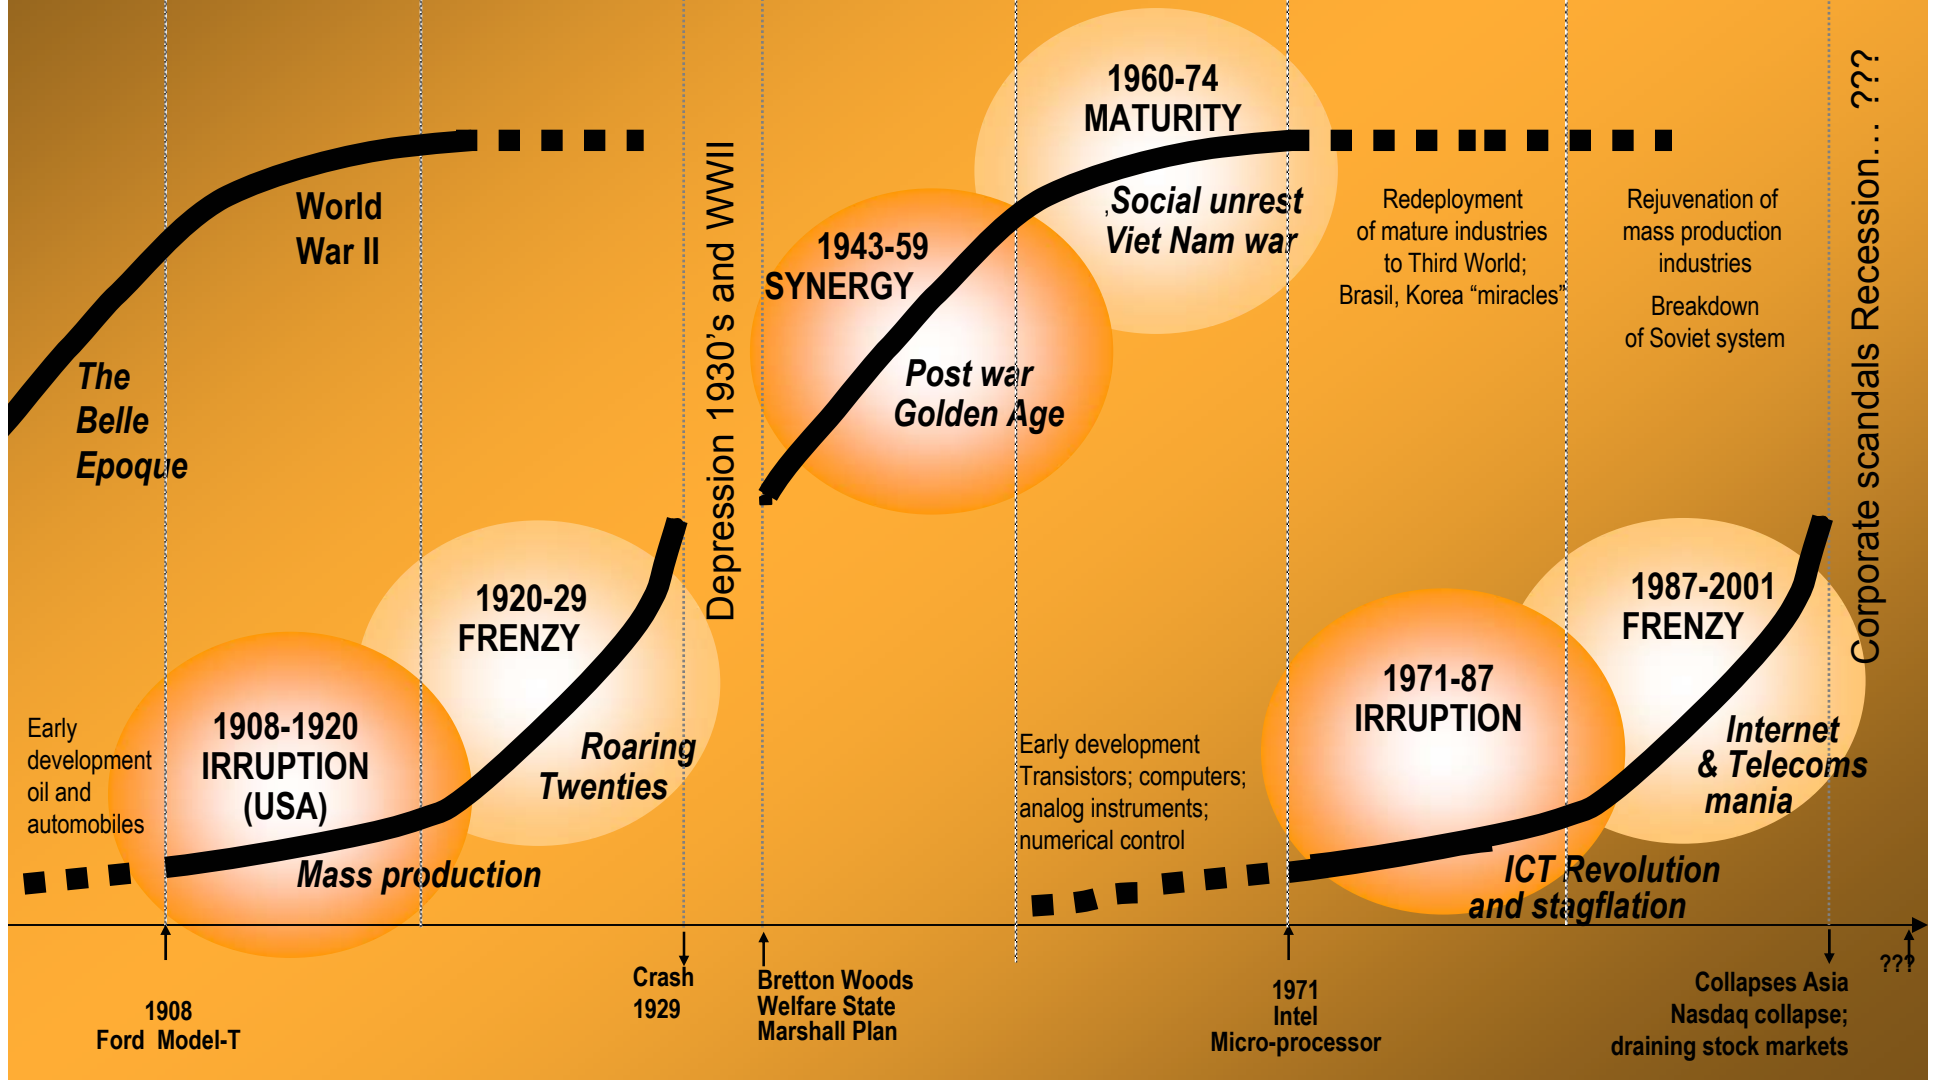 1960-74
MATURITY
,Social unrest
Viet Nam war
World
War II
The
Belle
Epoque
Depression 1930’s and WWII
1943-59
SYNERGY
Post war
Golden Age
Redeployment
of mature industries
to Third World;
Brasil, Korea “miracles”
Rejuvenation of
mass production
industries
Breakdown
of Soviet system
Corporate scandals Recession... ???
Early
development
oil and
automobiles
1908-1920
IRRUPTION
(USA)
Mass production
1920-29
FRENZY
Roaring
Twenties
Early development
Transistors; computers;
analog instruments;
numerical control
1971-87
IRRUPTION
ICT Revolution
and stagflation
1987-2001
FRENZY
Internet
& Telecoms
mania
1908
Ford Model-T
Crash
1929
Bretton Woods
Welfare State
Marshall Plan
1971
Intel
Micro-processor
Collapses Asia
Nasdaq collapse;
draining stock markets
???